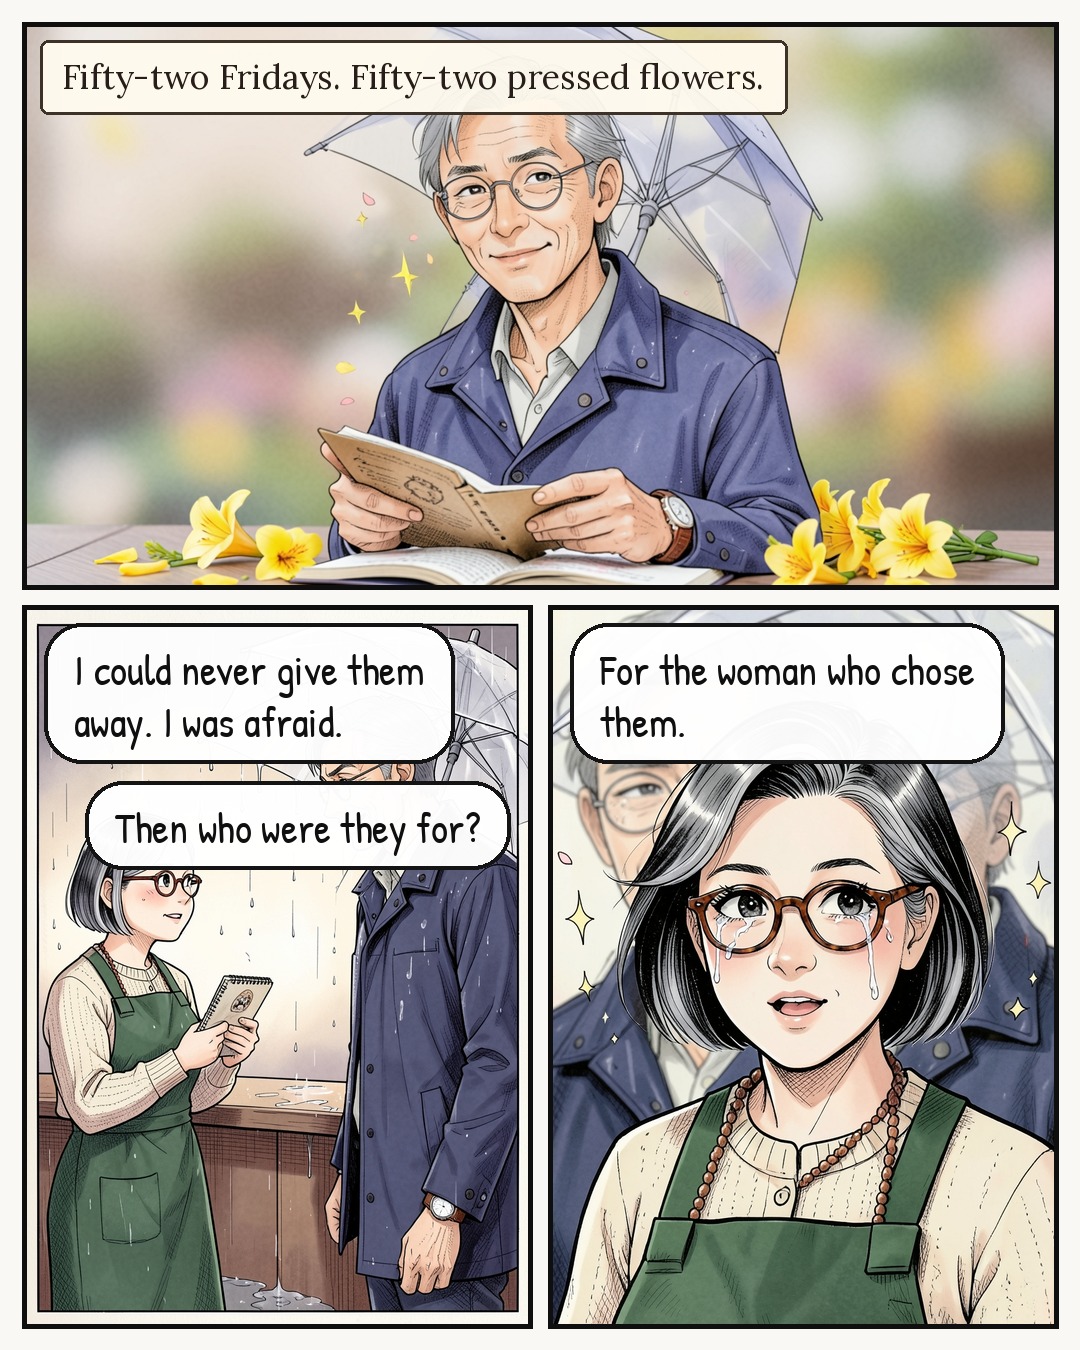 Fifty-two Fridays. Fifty-two pressed flowers.
I could never give them
away. I was afraid.
Then who were they for?
For the woman who chose
them.